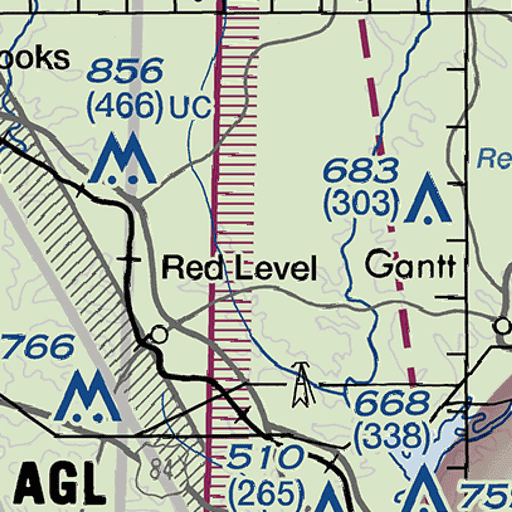 ooks
856
(466) UC
683
(303)
Re
Red Level
Gantt
766
668
(338)
510
(265)
84
AGL
75